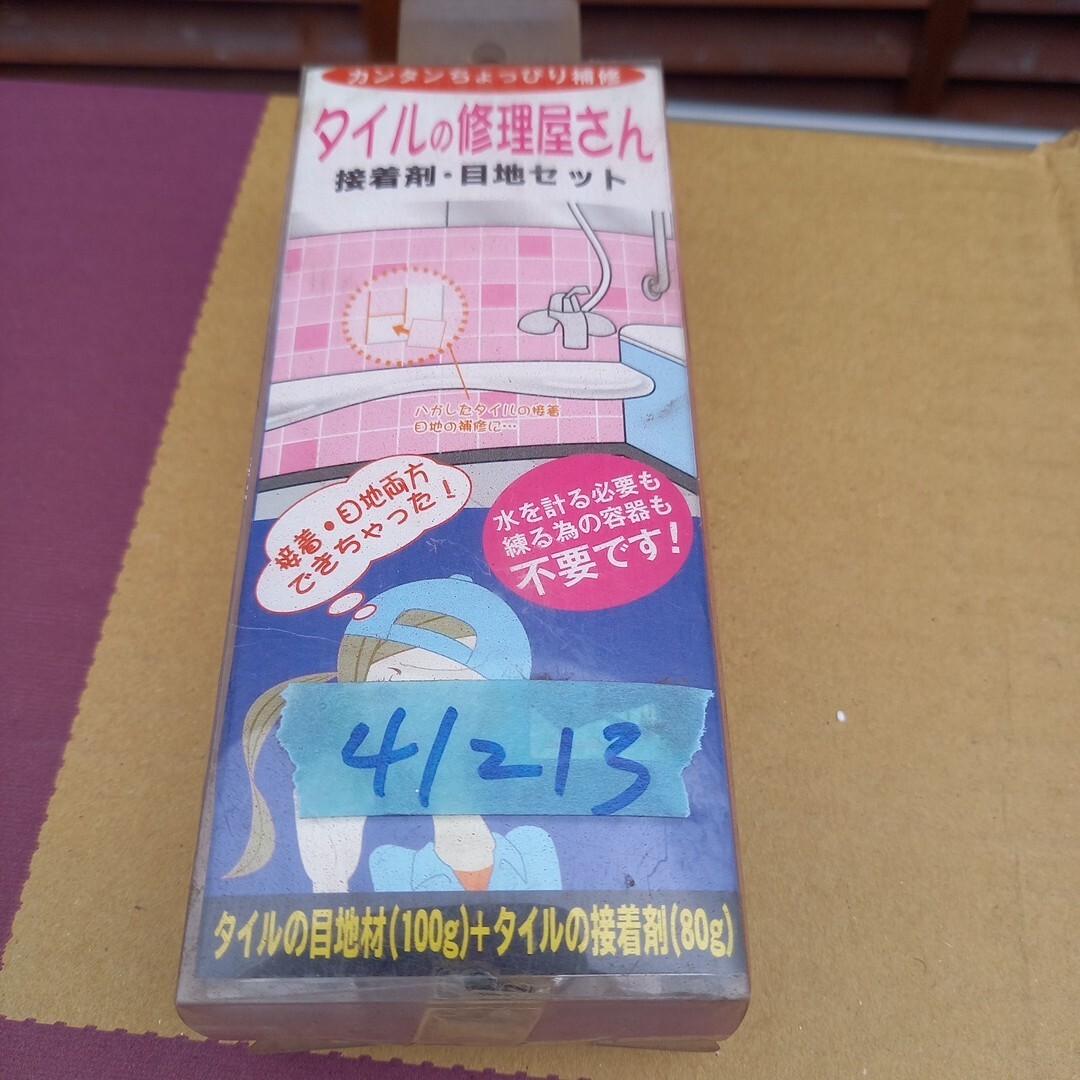 カンタンちょっぴり補修
タイルの修理屋さん
接着剤・目地セット
ハガしたタイルの接着
目地の補修に…
接着・目地両方
できちゃった!
水を計る必要も
練る為の容器も
不要です!
41213
タイルの目地材(100g)+タイルの接着剤(80g)